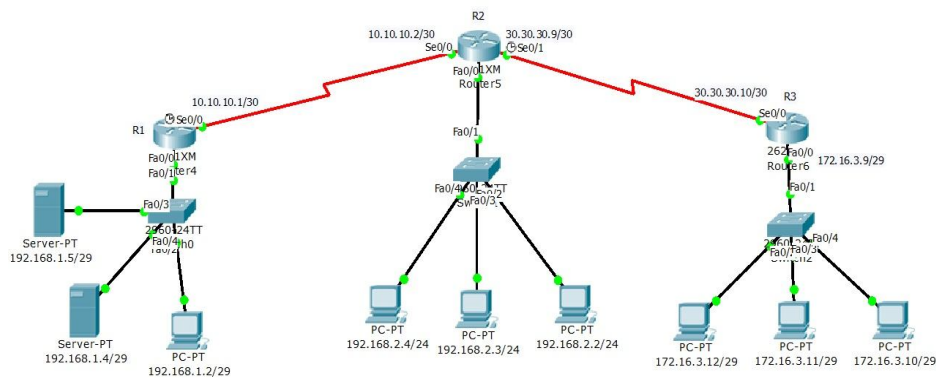 R2
10.10.10.2/30
30.30.30.9/30
Se0/0
Se0/1
Fa0/0
1XM
Router5
10.10.10.1/30
30.30.30.10/30
R1
Se0/0
Fa0/0
1XM
Fa0/1
Fa0/1
Se0/0
R3
Fa0/0
Router6
172.16.3.9/29
Fa0/1
Fa0/3
Fa0/4
Fa0/4
Fa0/3
Fa0/4
Server-PT
192.168.1.5/29
Server-PT
192.168.1.4/29
PC-PT
192.168.1.2/29
PC-PT
192.168.2.4/24
PC-PT
192.168.2.3/24
PC-PT
192.168.2.2/24
PC-PT
172.16.3.12/29
PC-PT
172.16.3.11/29
PC-PT
172.16.3.10/29